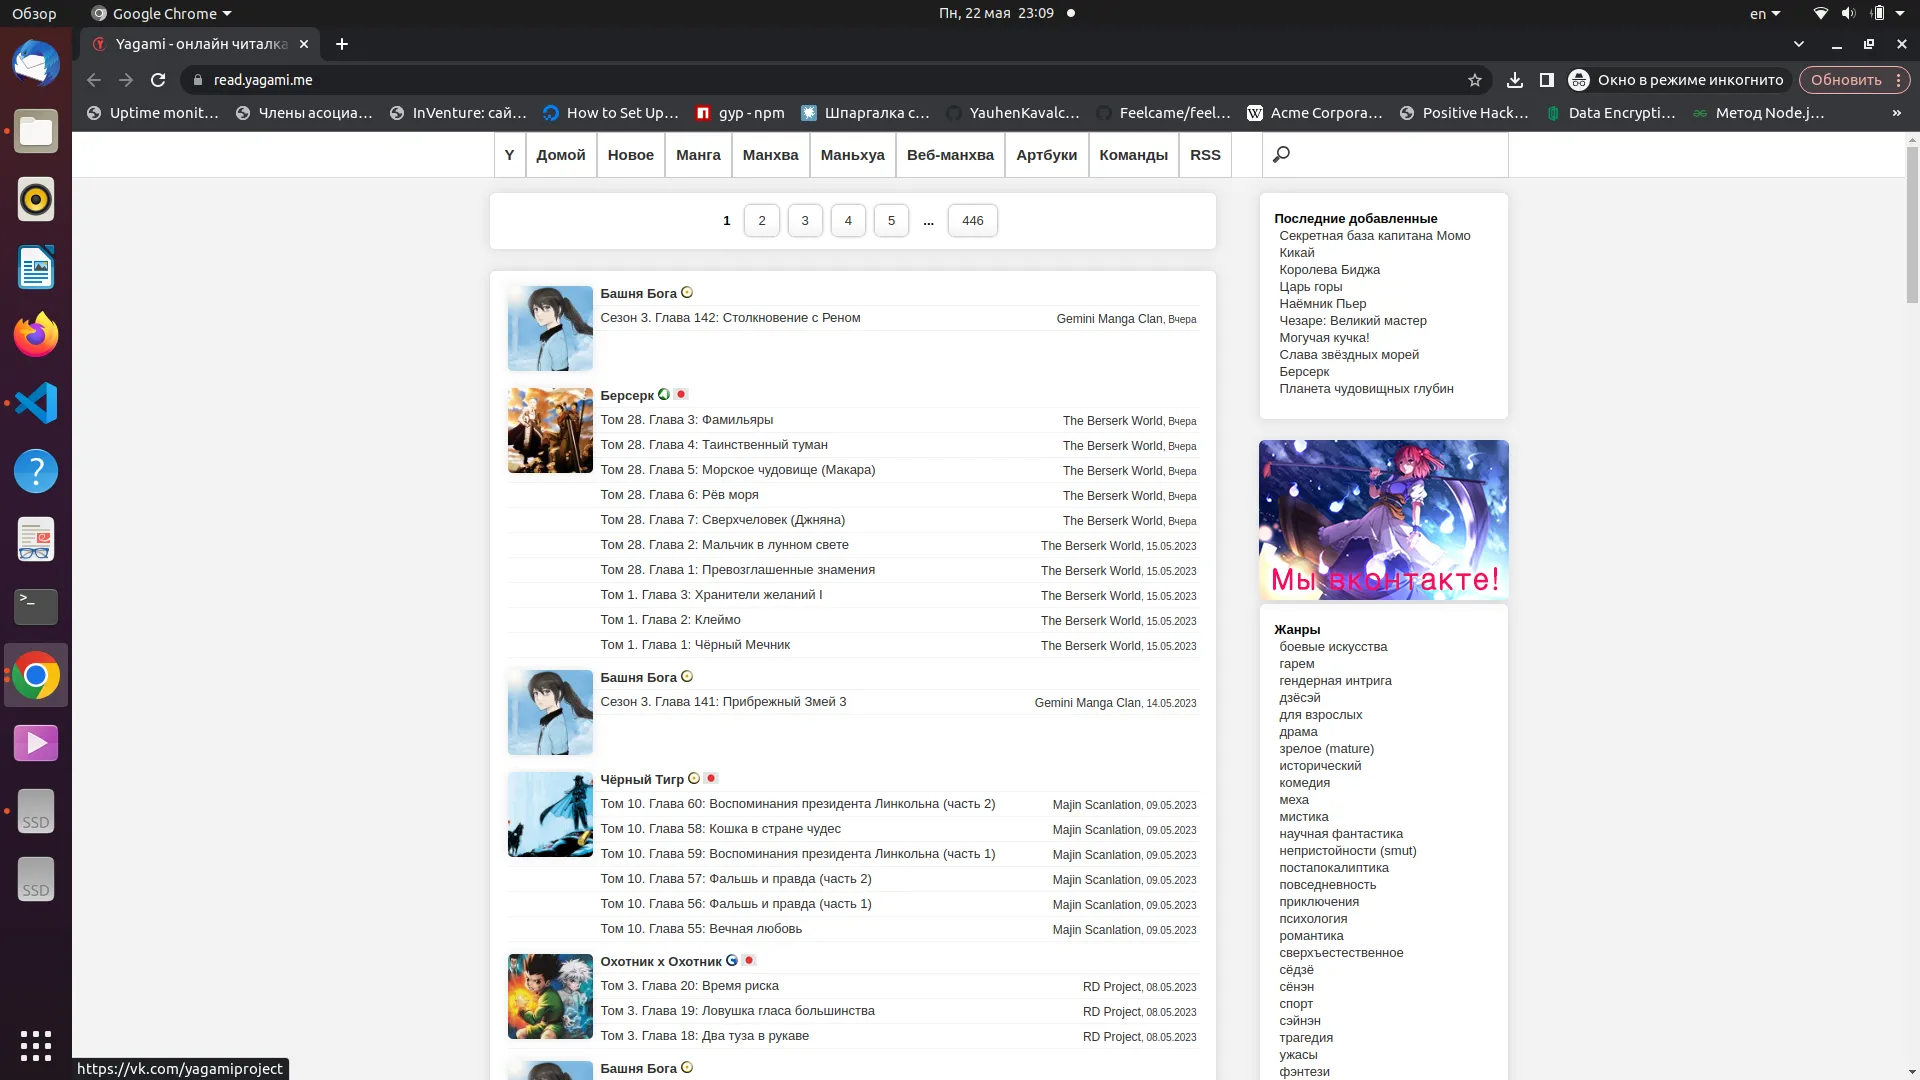 Обзор
Google Chrome
Пн, 22 мая 23:09
en
Yagami - онлайн читалка
read.yagami.me
Окно в режиме инкогнито
Обновить
Uptime monit…
Члены асоциа…
InVenture: сай…
How to Set Up…
gyp - npm
Шпаргалка с…
YauhenKavalc…
Feelcame/feel…
Acme Corpora…
Positive Hack…
Data Encrypti…
Метод Node.j…
»
Y
Домой
Новое
Манга
Манхва
Маньхуа
Веб-манхва
Артбуки
Команды
RSS
1 2 3 4 5 ... 446
Башня Бога
Сезон 3. Глава 142: Столкновение с Реном Gemini Manga Clan, Вчера
Берсерк
Том 28. Глава 3: Фамильяры The Berserk World, Вчера
Том 28. Глава 4: Таинственный туман The Berserk World, Вчера
Том 28. Глава 5: Морское чудовище (Макара) The Berserk World, Вчера
Том 28. Глава 6: Рёв моря The Berserk World, Вчера
Том 28. Глава 7: Сверхчеловек (Джняна) The Berserk World, Вчера
Том 28. Глава 2: Мальчик в лунном свете The Berserk World, 15.05.2023
Том 28. Глава 1: Превозглашенные знамения The Berserk World, 15.05.2023
Том 1. Глава 3: Хранители желаний I The Berserk World, 15.05.2023
Том 1. Глава 2: Клеймо The Berserk World, 15.05.2023
Том 1. Глава 1: Чёрный Мечник The Berserk World, 15.05.2023
Башня Бога
Сезон 3. Глава 141: Прибрежный Змей 3 Gemini Manga Clan, 14.05.2023
Чёрный Тигр
Том 10. Глава 60: Воспоминания президента Линкольна (часть 2) Majin Scanlation, 09.05.2023
Том 10. Глава 58: Кошка в стране чудес Majin Scanlation, 09.05.2023
Том 10. Глава 59: Воспоминания президента Линкольна (часть 1) Majin Scanlation, 09.05.2023
Том 10. Глава 57: Фальшь и правда (часть 2) Majin Scanlation, 09.05.2023
Том 10. Глава 56: Фальшь и правда (часть 1) Majin Scanlation, 09.05.2023
Том 10. Глава 55: Вечная любовь Majin Scanlation, 09.05.2023
Охотник х Охотник
Том 3. Глава 20: Время риска RD Project, 08.05.2023
Том 3. Глава 19: Ловушка гласа большинства RD Project, 08.05.2023
Том 3. Глава 18: Два туза в рукаве RD Project, 08.05.2023
Башня Бога
Последние добавленные
Секретная база капитана Момо
Кикай
Королева Биджа
Царь горы
Наёмник Пьер
Чезаре: Великий мастер
Могучая кучка!
Слава звёздных морей
Берсерк
Планета чудовищных глубин
Мы вконтакте!
Жанры
боевые искусства
гарем
гендерная интрига
дзёсэй
для взрослых
драма
зрелое (mature)
исторический
комедия
меха
мистика
научная фантастика
непристойности (smut)
постапокалиптика
повседневность
приключения
психология
романтика
сверхъестественное
сёдзё
сёнэн
спорт
сэйнэн
трагедия
ужасы
фэнтези
SSD
SSD
https://vk.com/yagamiproject